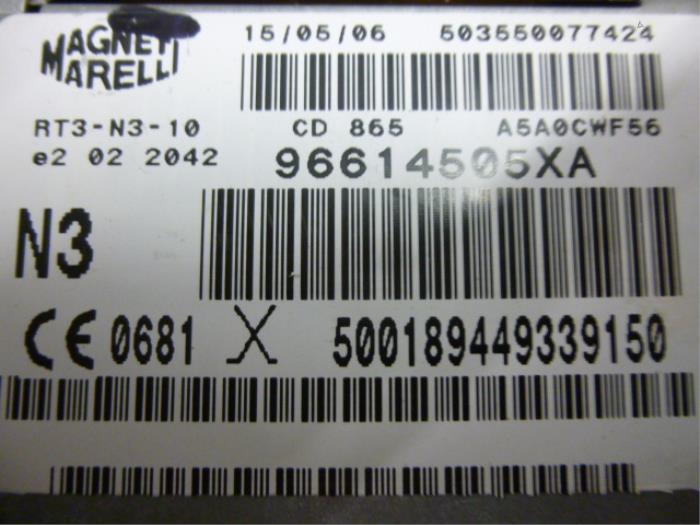 MAGNETI
MARELLI
15/05/06 503550077424
RT3-N3-10 CD 865 A5A0CWF56
e2 02 2042 96614505XA
N3
CE 0681 X 500189449339150